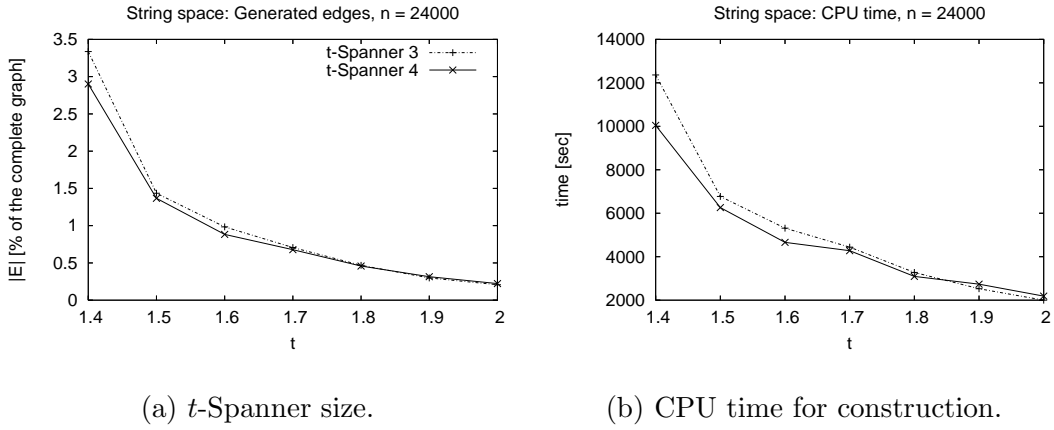 String space: Generated edges, n = 24000
t-Spanner 3
t-Spanner 4
|E| [% of the complete graph]
3.5
3
2.5
2
1.5
1
0.5
0
1.4 1.5 1.6 1.7 1.8 1.9 2
t
(a) t-Spanner size.
String space: CPU time, n = 24000
time [sec]
14000
12000
10000
8000
6000
4000
2000
1.4 1.5 1.6 1.7 1.8 1.9 2
t
(b) CPU time for construction.